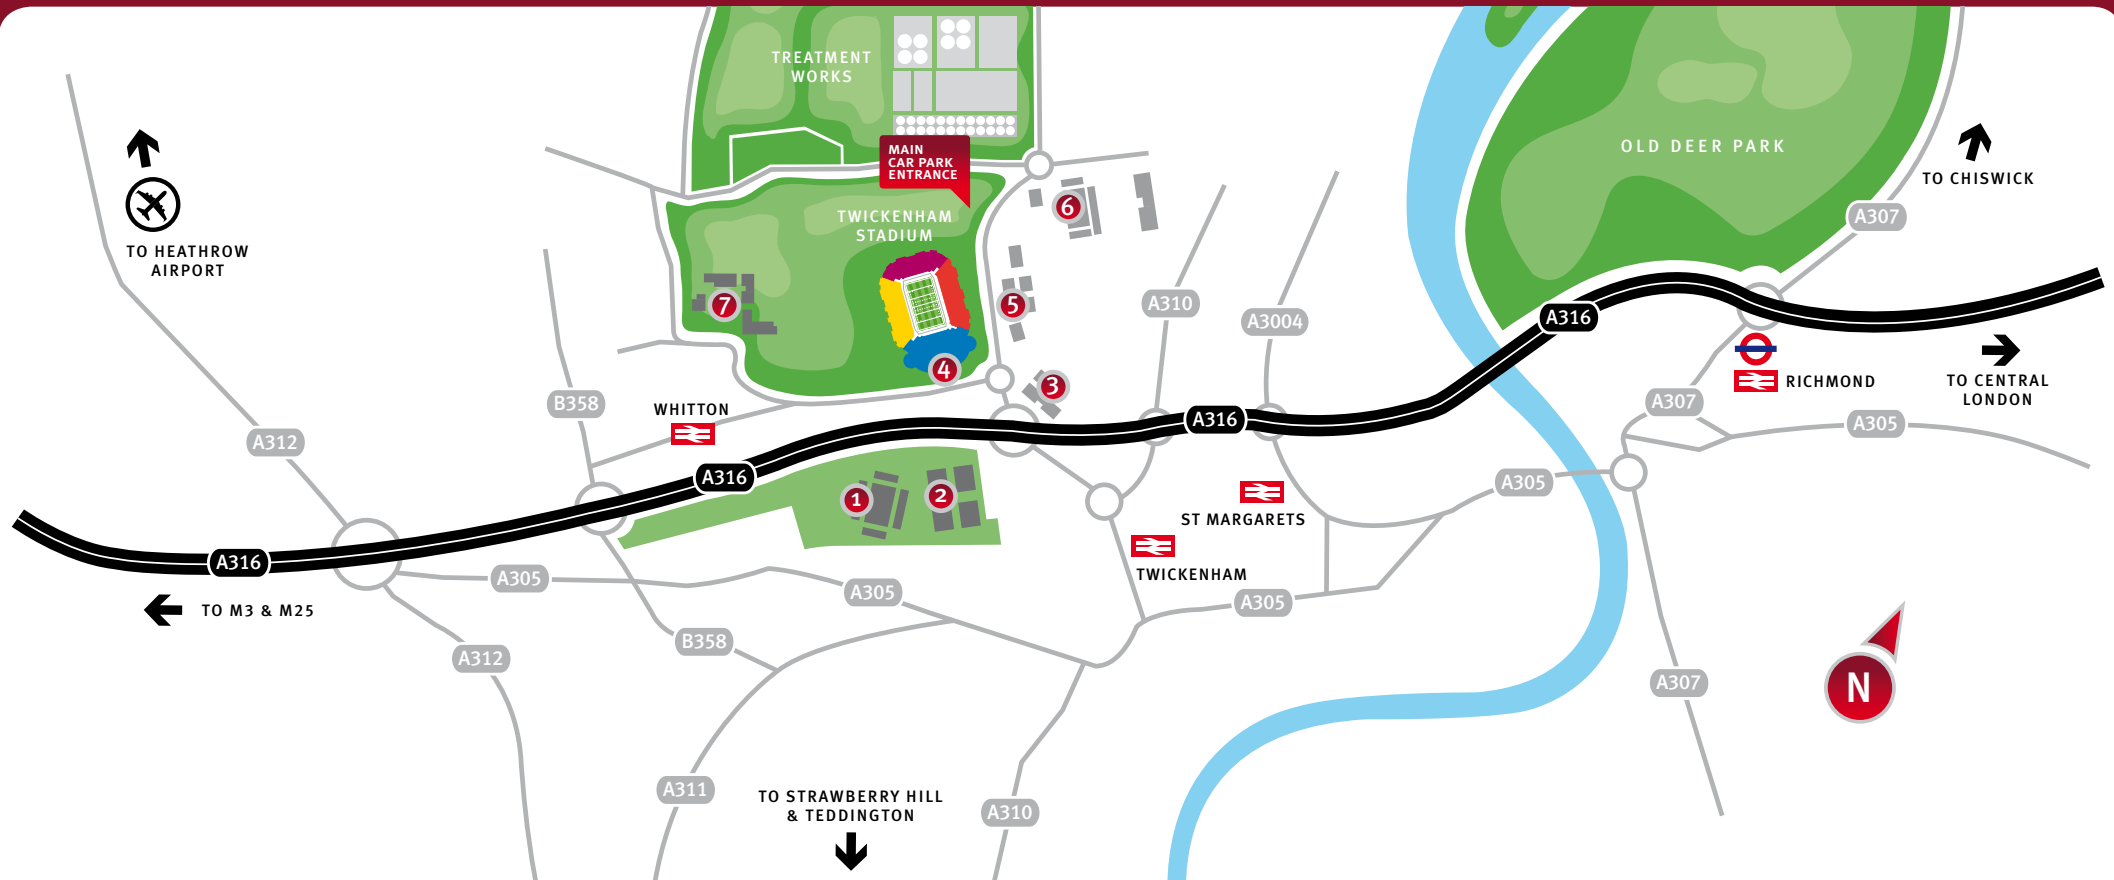 TREATMENT
WORKS
MAIN
CAR PARK
ENTRANCE
OLD DEER PARK
TO CHISWICK
6
TWICKENHAM
STADIUM
A307
TO HEATHROW
AIRPORT
7
5
A310
A3004
A316
4
3
RICHMOND
TO CENTRAL
LONDON
B358
WHITTON
A316
A307
A305
A312
A316
1
2
A305
ST MARGARETS
A316
A305
TWICKENHAM
A305
A305
TO M3 & M25
B358
A312
A307
N
A311
TO STRAWBERRY HILL
& TEDDINGTON
A310